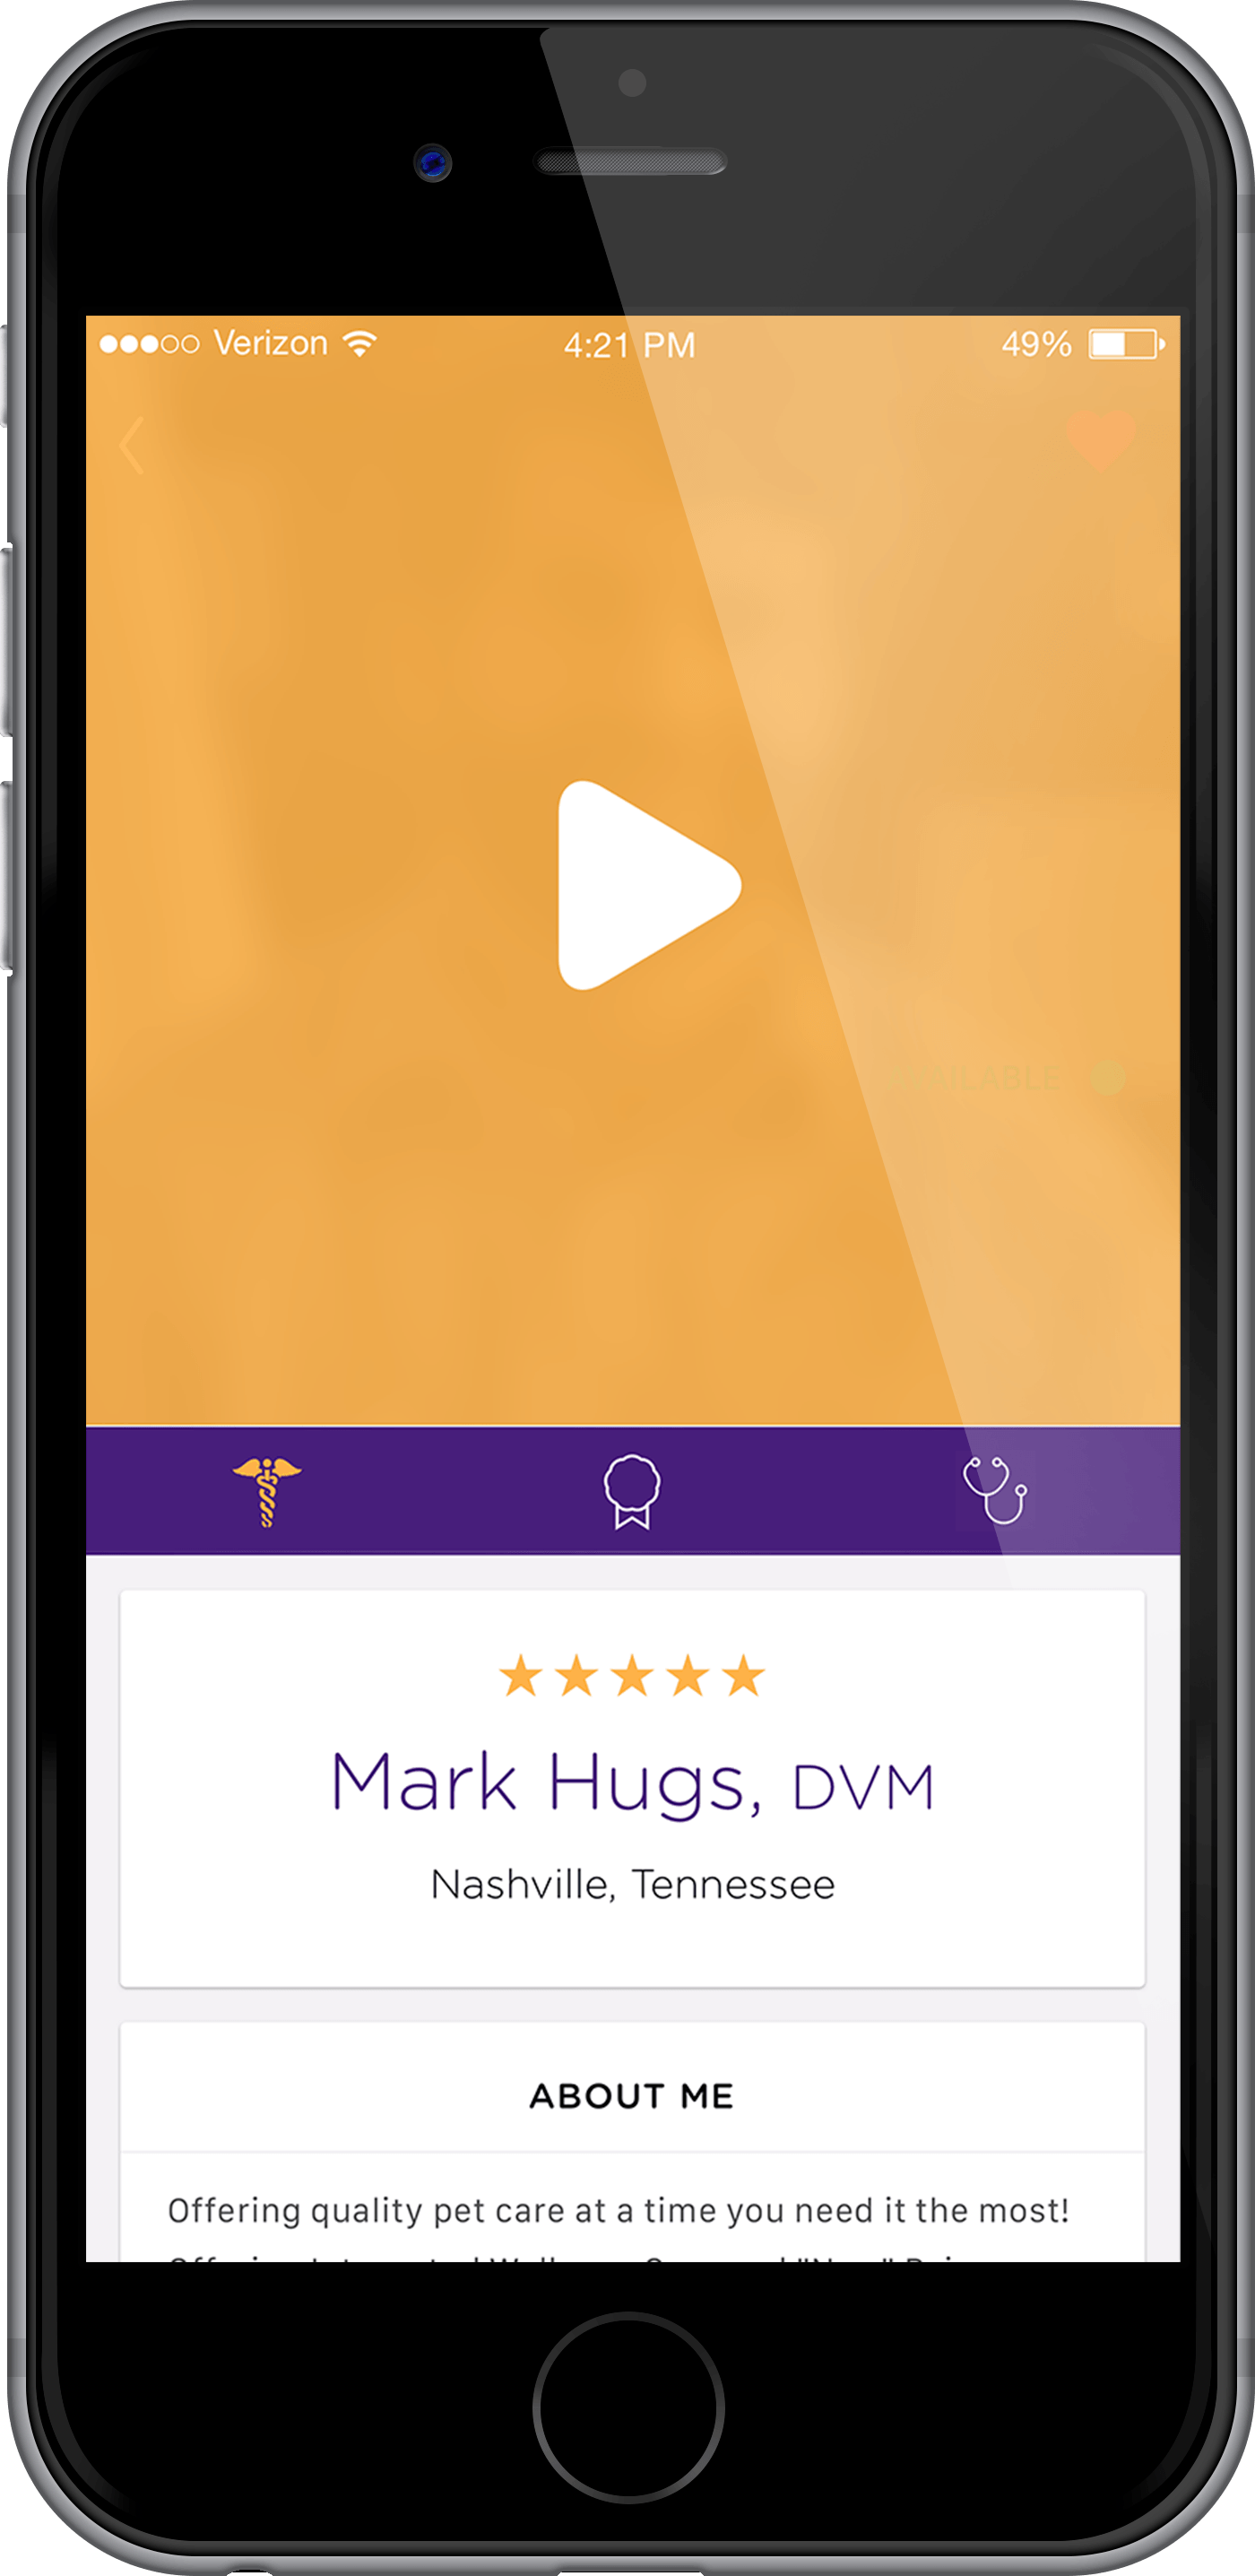 Verizon 4:21 PM 49%
AVAILABLE
Mark Hugs, DVM
Nashville, Tennessee
ABOUT ME
Offering quality pet care at a time you need it the most!